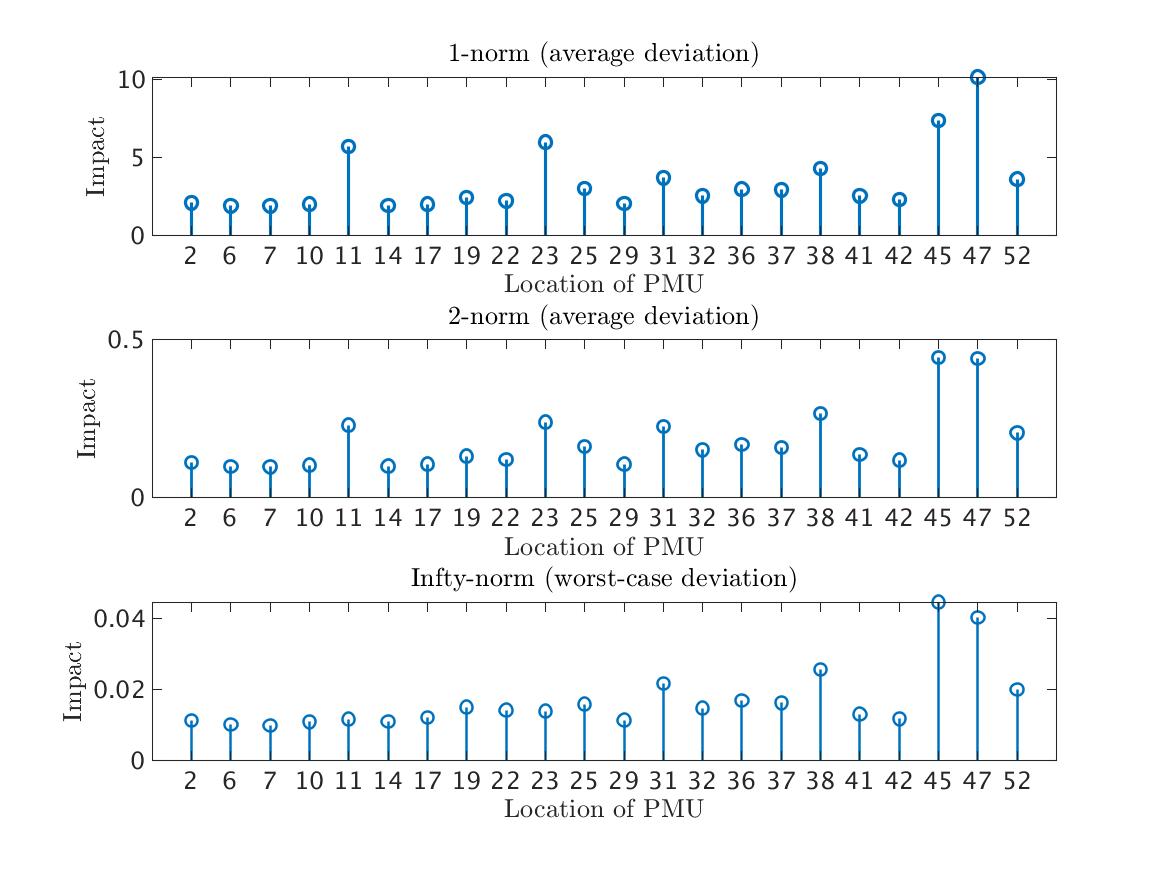 1-norm (average deviation)
10
5
0
Impact
2 6 7 10 11 14 17 19 22 23 25 29 31 32 36 37 38 41 42 45 47 52
Location of PMU
2-norm (average deviation)
0.5
0
Impact
2 6 7 10 11 14 17 19 22 23 25 29 31 32 36 37 38 41 42 45 47 52
Location of PMU
Infty-norm (worst-case deviation)
0.04
0.02
0
Impact
2 6 7 10 11 14 17 19 22 23 25 29 31 32 36 37 38 41 42 45 47 52
Location of PMU